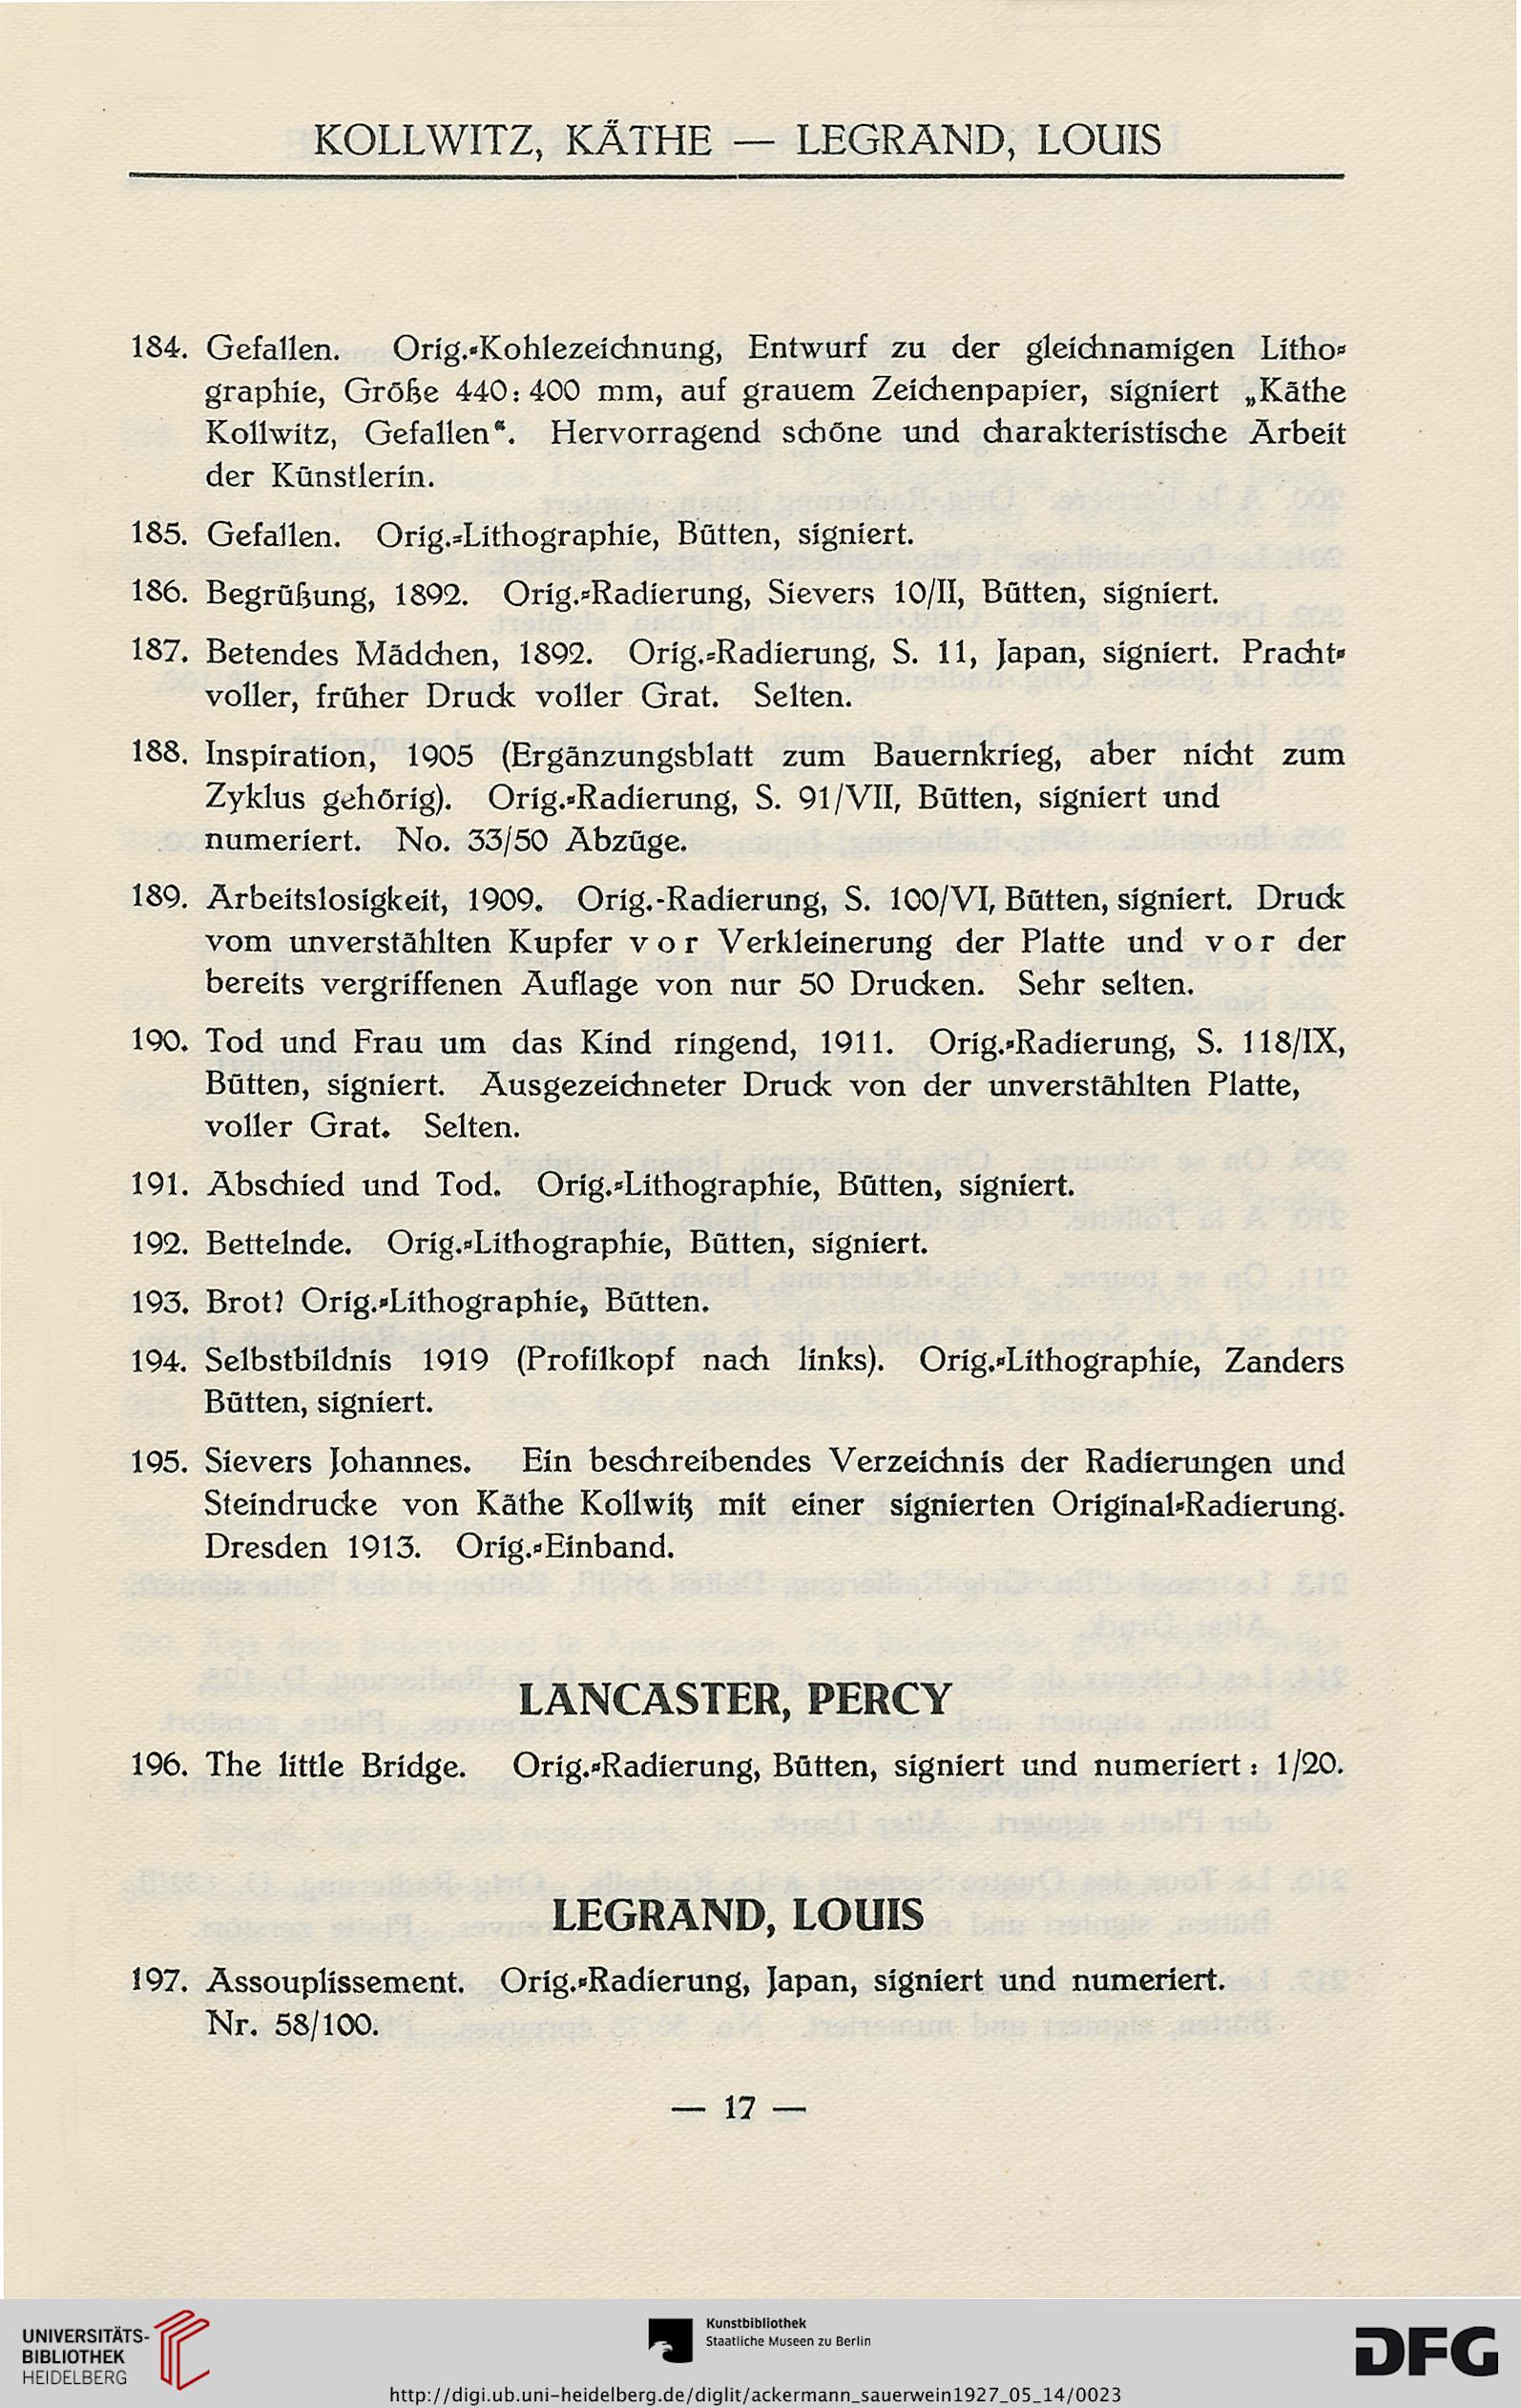 KOLLWITZ, KÄTHE — LEGRAND, LOUIS
184. Gefallen. Orig.-Kohlezeichnung, Entwurf zu der gleichnamigen Litho-
graphie, Größe 440:400 mm, auf grauem Zeichenpapier, signiert „Käthe
Kollwitz, Gefallen“. Hervorragend schöne und charakteristische Arbeit
der Künstlerin.
185. Gefallen. Orig.-Lithographie, Bütten, signiert.
186. Begrüßung, 1892. Orig.-Radierung, Sievers 10/II, Bütten, signiert.
187. Betendes Mädchen, 1892. Orig.-Radierung, S. 11, Japan, signiert. Pracht-
voller, früher Druck voller Grat. Selten.
188. Inspiration, 1905 (Ergänzungsblatt zum Bauernkrieg, aber nicht zum
Zyklus gehörig). Orig.-Radierung, S. 91/VII, Bütten, signiert und
numeriert. No. 33/50 Abzüge.
189. Arbeitslosigkeit, 1909. Orig.-Radierung, S. 100/VI, Bütten, signiert. Druck
vom unverstählten Kupfer vor Verkleinerung der Platte und vor der
bereits vergriffenen Auflage von nur 50 Drucken. Sehr selten.
190. Tod und Frau um das Kind ringend, 1911. Orig.-Radierung, S. 118/IX,
Bütten, signiert. Ausgezeichneter Druck von der unverstählten Platte,
voller Grat. Selten.
191. Abschied und Tod. Orig.-Lithographie, Bütten, signiert.
192. Bettelnde. Orig.-Lithographie, Bütten, signiert.
193. Brot! Orig.-Lithographie, Bütten.
194. Selbstbildnis 1919 (Profilkopf nach links). Orig.-Lithographie, Zanders
Bütten, signiert.
195. Sievers Johannes. Ein beschreibendes Verzeichnis der Radierungen und
Steindrucke von Käthe Kollwitz mit einer signierten Original-Radierung.
Dresden 1913. Orig.-Einband.
LANCASTER, PERCY
196. The little Bridge. Orig.-Radierung, Bütten, signiert und numeriert: 1/20.
LEGRAND, LOUIS
197. Assouplissement. Orig.-Radierung, Japan, signiert und numeriert.
Nr. 58/100.
— 17 —
UNIVERSITÄTS-
BIBLIOTHEK
HEIDELBERG
Kunstbibliothek
Staatliche Museen zu Berlin
DFG
http://digi.ub.uni-heidelberg.de/diglit/ackermann_sauerwein1927_05_14/0023